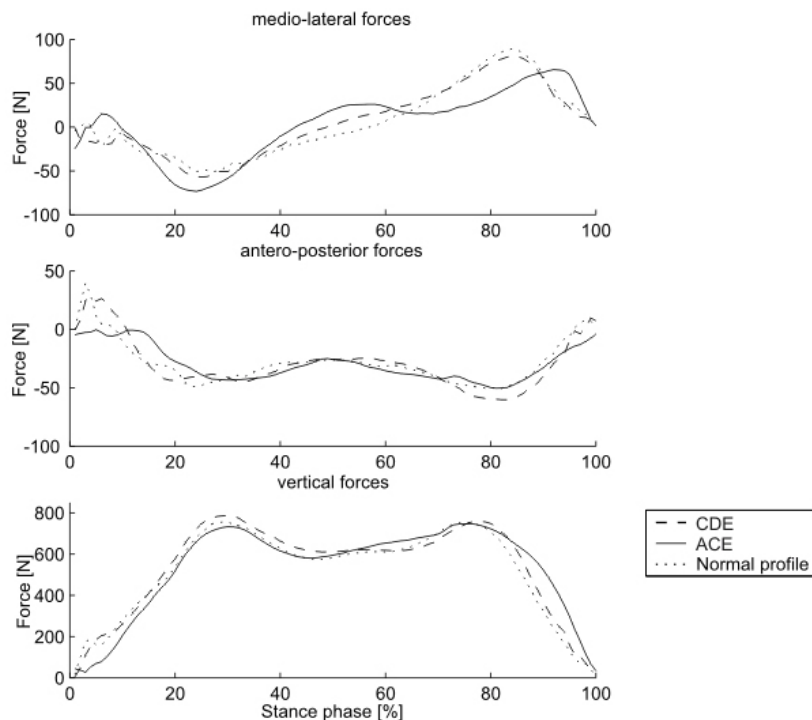 medio-lateral forces
100
50
0
-50
-100
Force [N]
0 20 40 60 80 100
antero-posterior forces
50
0
-50
-100
Force [N]
0 20 40 60 80 100
vertical forces
800
600
400
200
0
Force [N]
0 20 40 60 80 100
Stance phase [%]
CDE
ACE
Normal profile